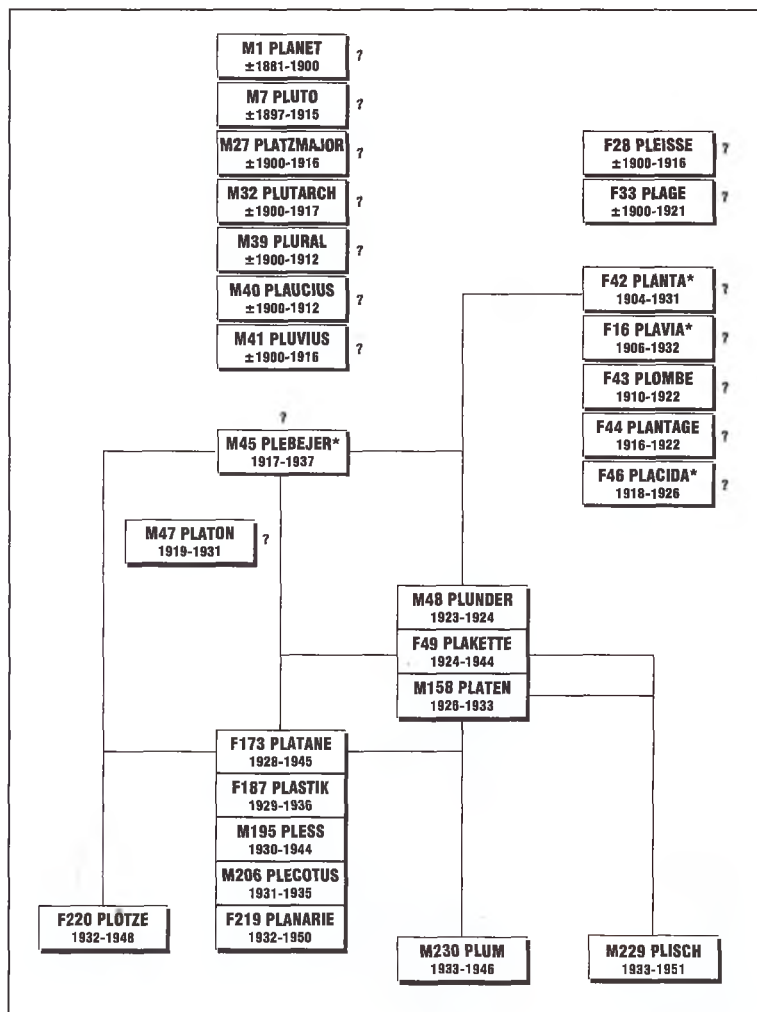 M1 PLANET
±1881-1900
?
M7 PLUTO
±1897-1915
?
M27 PLATZMAJOR
±1900-1916
?
F28 PLEISSE
±1900-1916
?
M32 PLUTARCH
±1900-1917
?
F33 PLAGE
±1900-1921
?
M39 PLURAL
±1900-1912
?
M40 PLAUCIUS
±1900-1912
?
F42 PLANTA*
1904-1931
?
M41 PLUVIUS
±1900-1916
?
F16 PLAVIA*
1906-1932
?
F43 PLOMBE
1910-1922
?
?
M45 PLEBEJER*
1917-1937
F44 PLANTAGE
1916-1922
?
F46 PLACIDA*
1918-1926
?
M47 PLATON
1919-1931
?
M48 PLUNDER
1923-1924
F49 PLAKETTE
1924-1944
M158 PLATEN
1926-1933
F173 PLATANE
1928-1945
F187 PLASTIK
1929-1936
M195 PLESS
1930-1944
M206 PLECOTUS
1931-1935
F220 PLÖTZE
1932-1948
F219 PLANARIE
1932-1950
M230 PLUM
1933-1946
M229 PLISCH
1933-1951